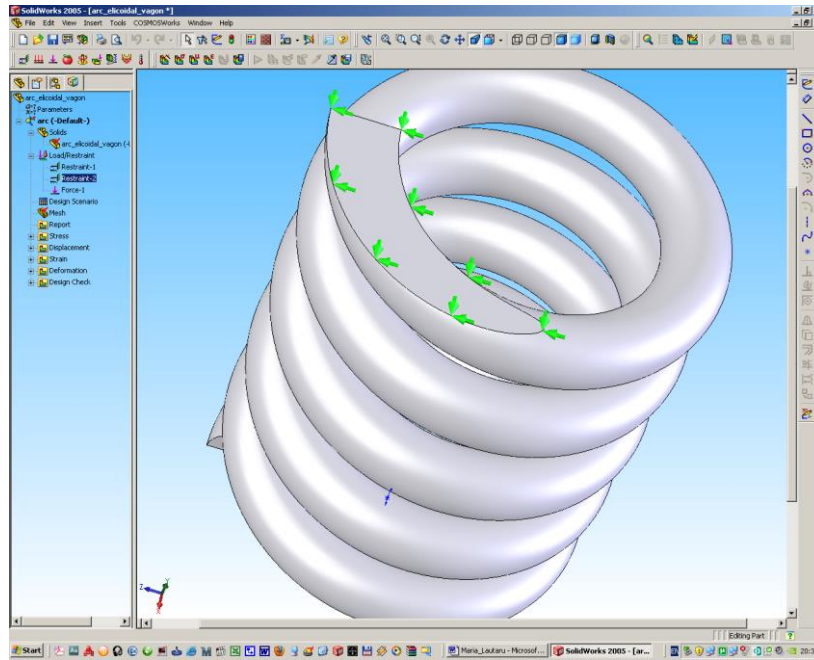 SolidWorks 2005 - [arc_elicoidal_vagon *]
File Edit View Insert Tools COSMOSWorks Window Help
arc_elicoidal_vagon
Parameters
arc (-Default-)
Solids
arc_elicoidal_vagon (4
Load/Restraint
Restraint-1
Restraint-2
Force-1
Design Scenario
Mesh
Report
Stress
Displacement
Strain
Deformation
Design Check
Z
Y
X
Editing Part
Start
Maria_Lautaru - Microsof...
SolidWorks 2005 - [ar...